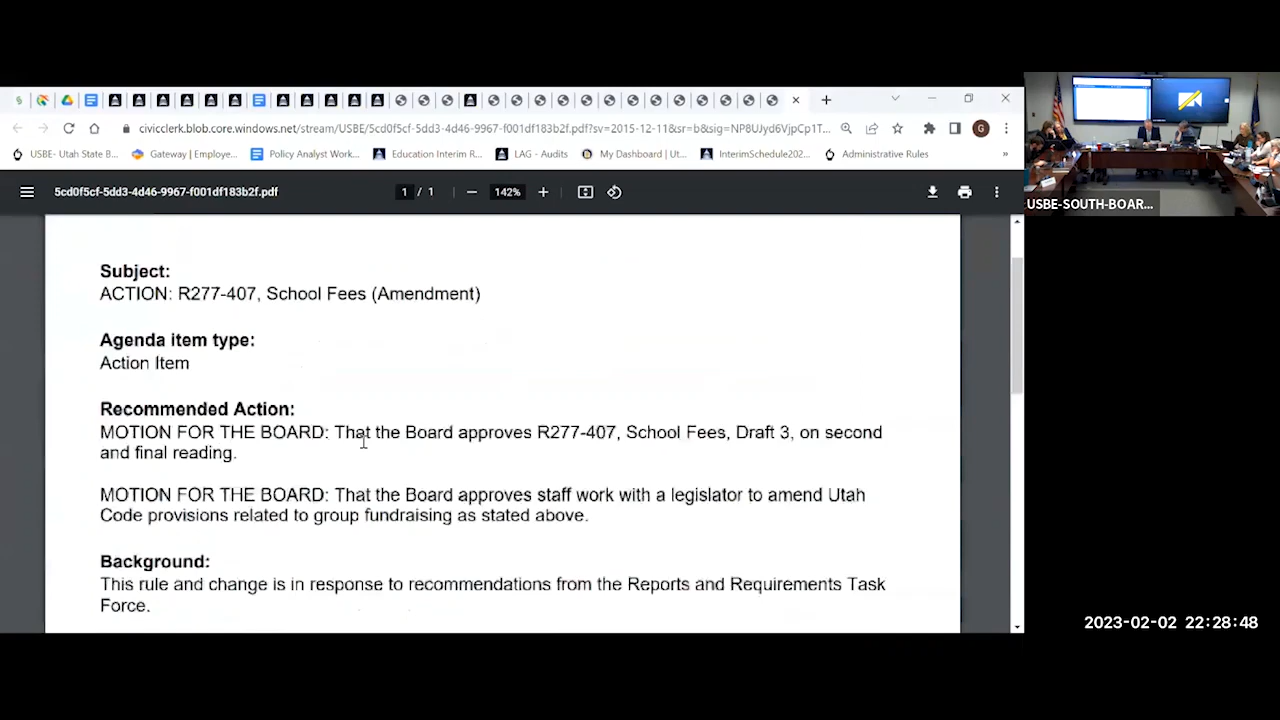 civicclerk.blob.core.windows.net/stream/USBE/5cd0f5cf-5dd3-4d46-9967-f001df183b2f.pdf?sv=2015-12-11&sr=b&sig=NP8UJyd6VjpCp1T...
G
USBE- Utah State B... Gateway | Employe... Policy Analyst Work... Education Interim R... LAG - Audits My Dashboard | Ut... InterimSchedule202... Administrative Rules »
5cd0f5cf-5dd3-4d46-9967-f001df183b2f.pdf 1 / 1 — 142% +
USBE-SOUTH-BOAR...
Subject:
ACTION: R277-407, School Fees (Amendment)
Agenda item type:
Action Item
Recommended Action:
MOTION FOR THE BOARD: That the Board approves R277-407, School Fees, Draft 3, on second
and final reading.
MOTION FOR THE BOARD: That the Board approves staff work with a legislator to amend Utah
Code provisions related to group fundraising as stated above.
Background:
This rule and change is in response to recommendations from the Reports and Requirements Task
Force.
2023-02-02 22:28:48